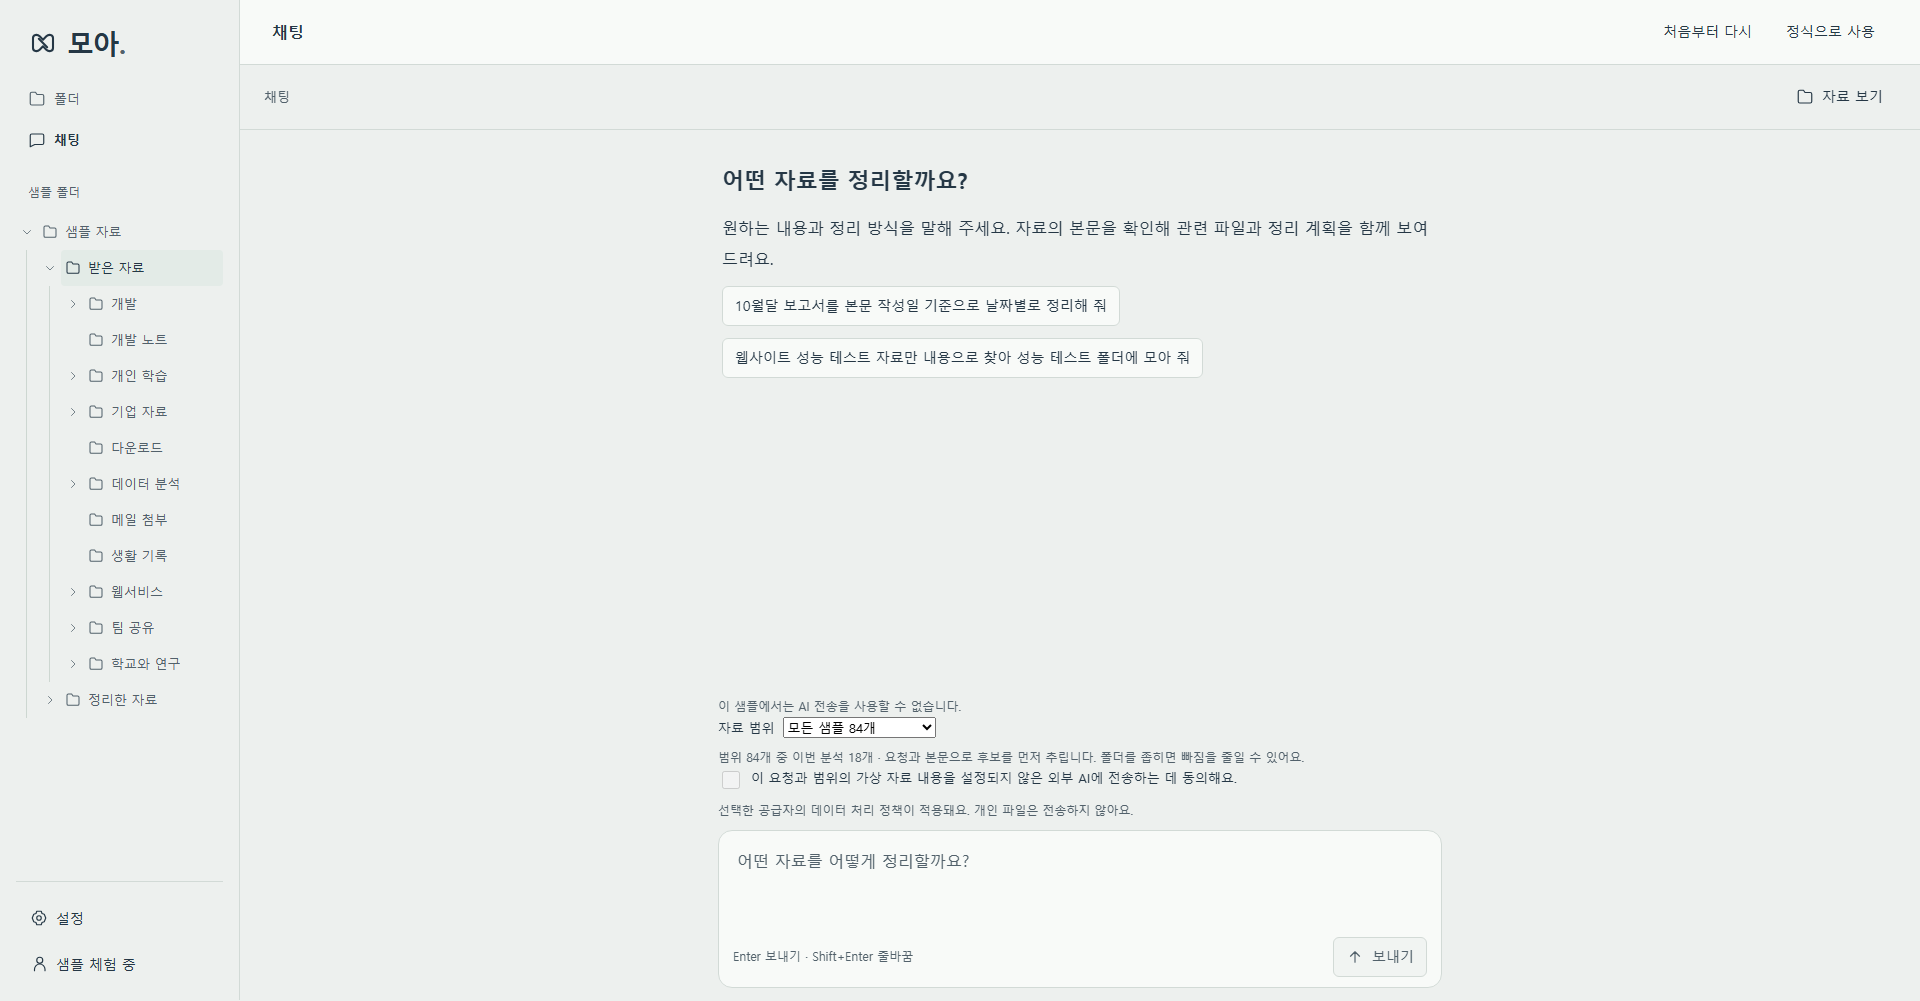 모아.
폴더
채팅
샘플 폴더
샘플 자료
받은 자료
개발
개발 노트
개인 학습
기업 자료
다운로드
데이터 분석
메일 첨부
생활 기록
웹서비스
팀 공유
학교와 연구
정리한 자료
설정
샘플 체험 중
채팅
처음부터 다시
정식으로 사용
채팅
자료 보기
어떤 자료를 정리할까요?
원하는 내용과 정리 방식을 말해 주세요. 자료의 본문을 확인해 관련 파일과 정리 계획을 함께 보여
드려요.
10월달 보고서를 본문 작성일 기준으로 날짜별로 정리해 줘
웹사이트 성능 테스트 자료만 내용으로 찾아 성능 테스트 폴더에 모아 줘
이 샘플에서는 AI 전송을 사용할 수 없습니다.
자료 범위 모든 샘플 84개
범위 84개 중 이번 분석 18개 · 요청과 본문으로 후보를 먼저 추립니다. 폴더를 좁히면 빠짐을 줄일 수 있어요.
이 요청과 범위의 가상 자료 내용을 설정되지 않은 외부 AI에 전송하는 데 동의해요.
선택한 공급자의 데이터 처리 정책이 적용돼요. 개인 파일은 전송하지 않아요.
어떤 자료를 어떻게 정리할까요?
Enter 보내기 · Shift+Enter 줄바꿈
보내기